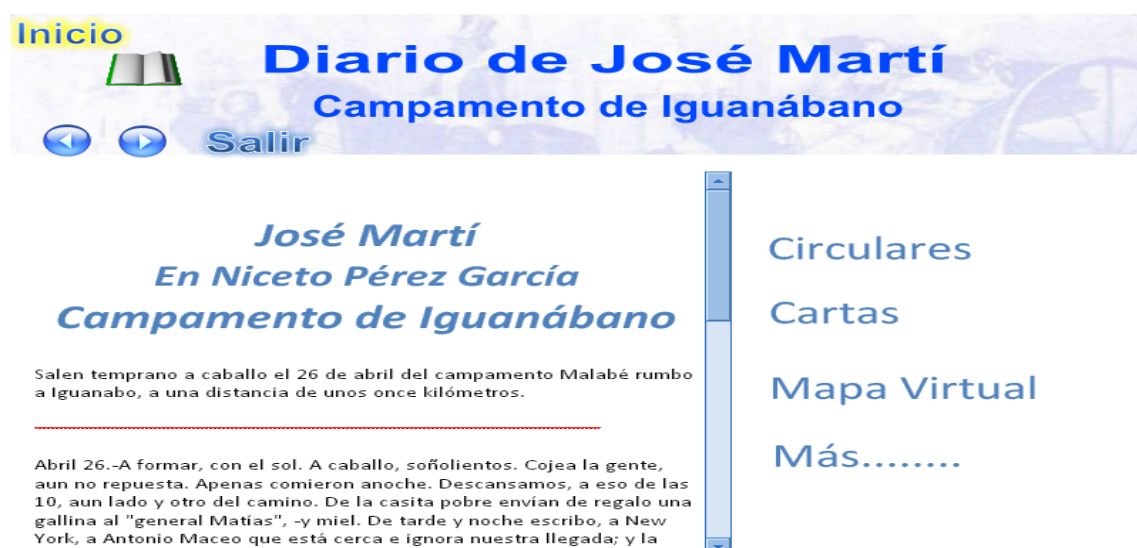 Inicio
Diario de José Martí
Campamento de Iguanábano
Salir
José Martí
En Niceto Pérez García
Campamento de Iguanábano
Salen temprano a caballo el 26 de abril del campamento Malabé rumbo
a Iguanabo, a una distancia de unos once kilómetros.
Abril 26.-A formar, con el sol. A caballo, soñolientos. Cojea la gente,
aun no repuesta. Apenas comieron anoche. Descansamos, a eso de las
10, aun lado y otro del camino. De la casita pobre envían de regalo una
gallina al "general Matías", -y miel. De tarde y noche escribo, a New
York, a Antonio Maceo que está cerca e ignora nuestra llegada; y la
Circulares
Cartas
Mapa Virtual
Más........